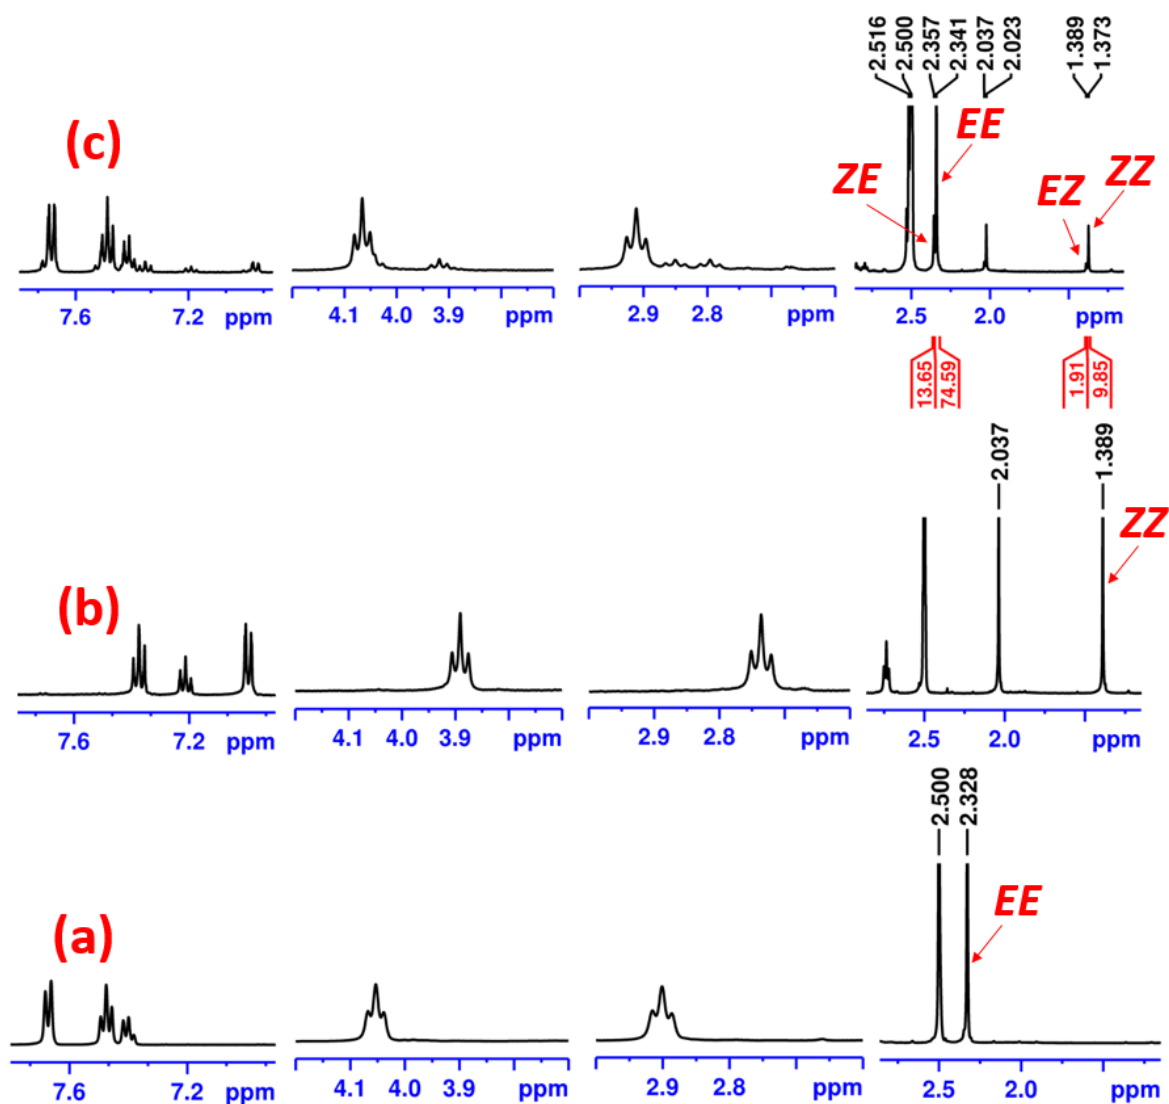 2.516
2.500
2.357
2.341
2.037
2.023
1.389
1.373
(c)
EE
ZE
EZ
ZZ
7.6 7.2 ppm
4.1 4.0 3.9 ppm
2.9 2.8 ppm
2.5 2.0 ppm
13.65
74.59
1.91
9.85
2.037
1.389
ZZ
(b)
7.6 7.2 ppm
4.1 4.0 3.9 ppm
2.9 2.8 ppm
2.5 2.0 ppm
2.500
2.328
EE
(a)
7.6 7.2 ppm
4.1 4.0 3.9 ppm
2.9 2.8 ppm
2.5 2.0 ppm